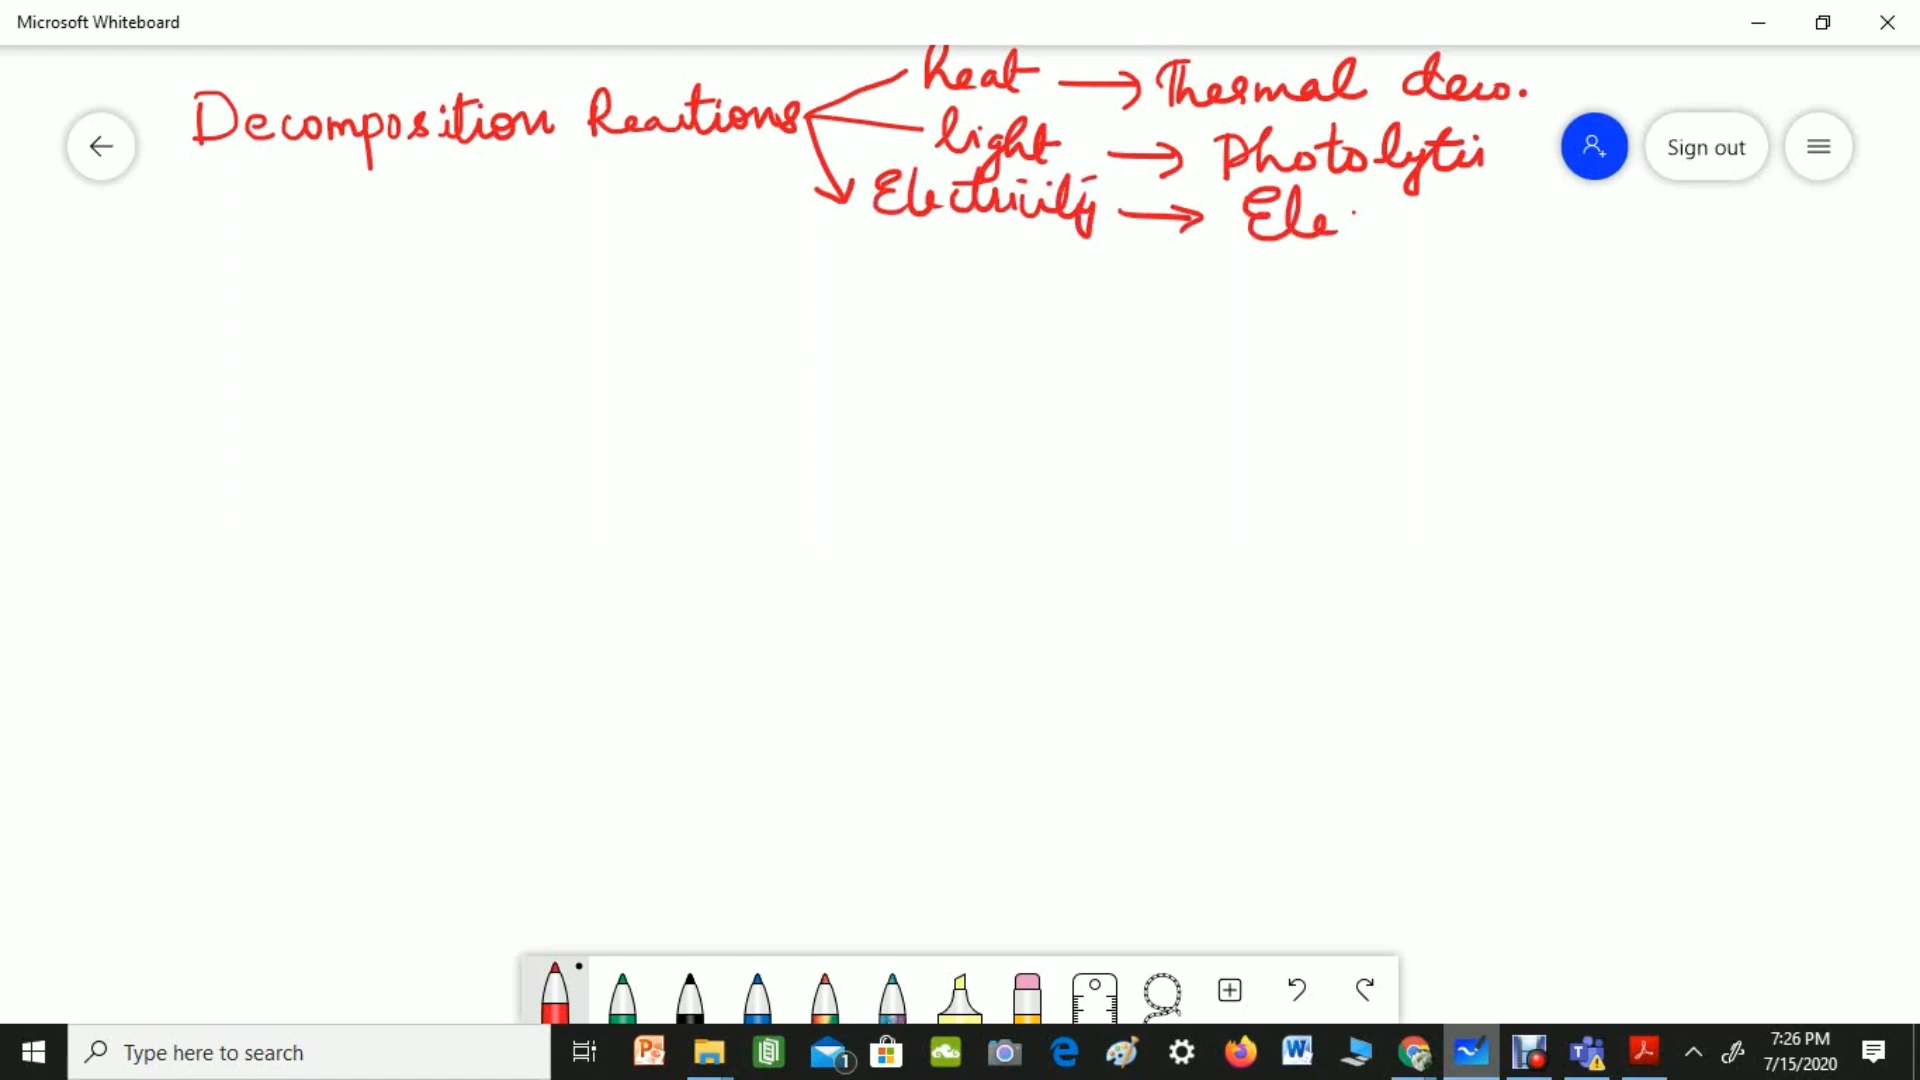 Microsoft Whiteboard
Decomposition Reactions
heat → Thermal deco.
light → Photolytic
Electricity → Ele
Sign out
Type here to search
1
7:26 PM
7/15/2020